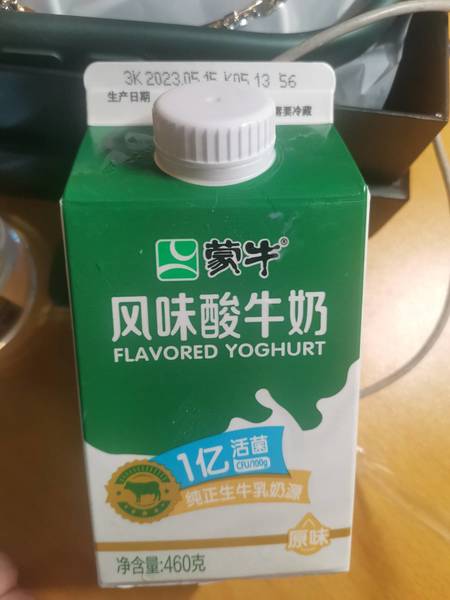 3K 2023.05.15 K05 13 56
生产日期
需要冷藏
蒙牛®
风味酸牛奶
FLAVORED YOGHURT
1亿活菌
CFU/100g
纯正生牛乳奶源
原味
净含量:460克